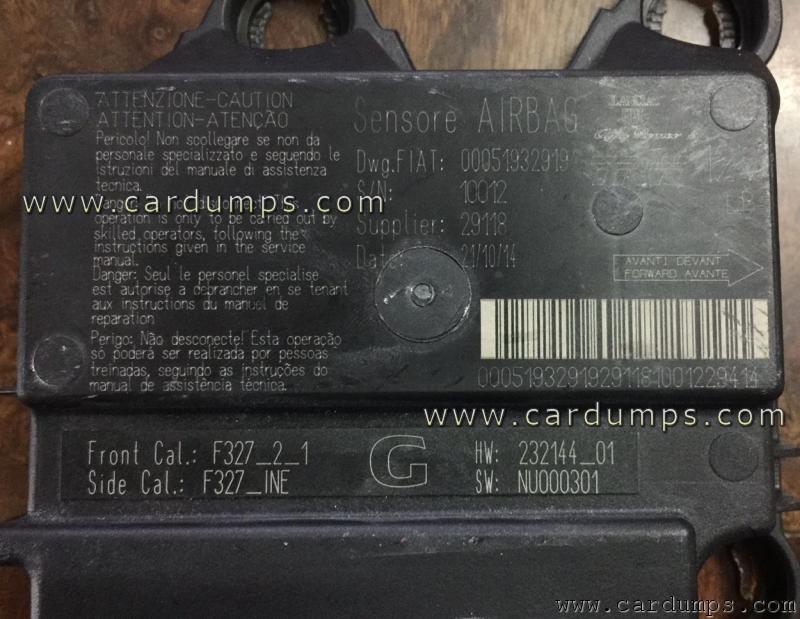 ATTENZIONE-CAUTION
ATTENTION-ATENÇÃO
Pericolo! Non scollegare se non da
personale specializzato e seguendo le
istruzioni del manuale di assistenza
tecnica.
operation is only to be carried out by
skilled operators, following the
instructions given in the service
manual.
Danger: Seul le personel specialise
est autorise a debrancher en se tenant
aux instructions du manuel de
reparation
Perigo: Não desconecte! Esta operação
só poderá ser realizada por pessoas
treinadas, seguindo as instruções do
manual de assistência técnica.
Sensore AIRBAG
Dwg.FIAT: 00051932919
S/N: 10012
Supplier: 29118
Date: 21/10/14
AVANTI DEVANT
FORWARD AVANTE
00051932919291181001229414
www.cardumps.com
www.cardumps.com
Front Cal.: F327_2_1
Side Cal.: F327_INE
G
HW: 232144_01
SW: NU000301
www.cardumps.com